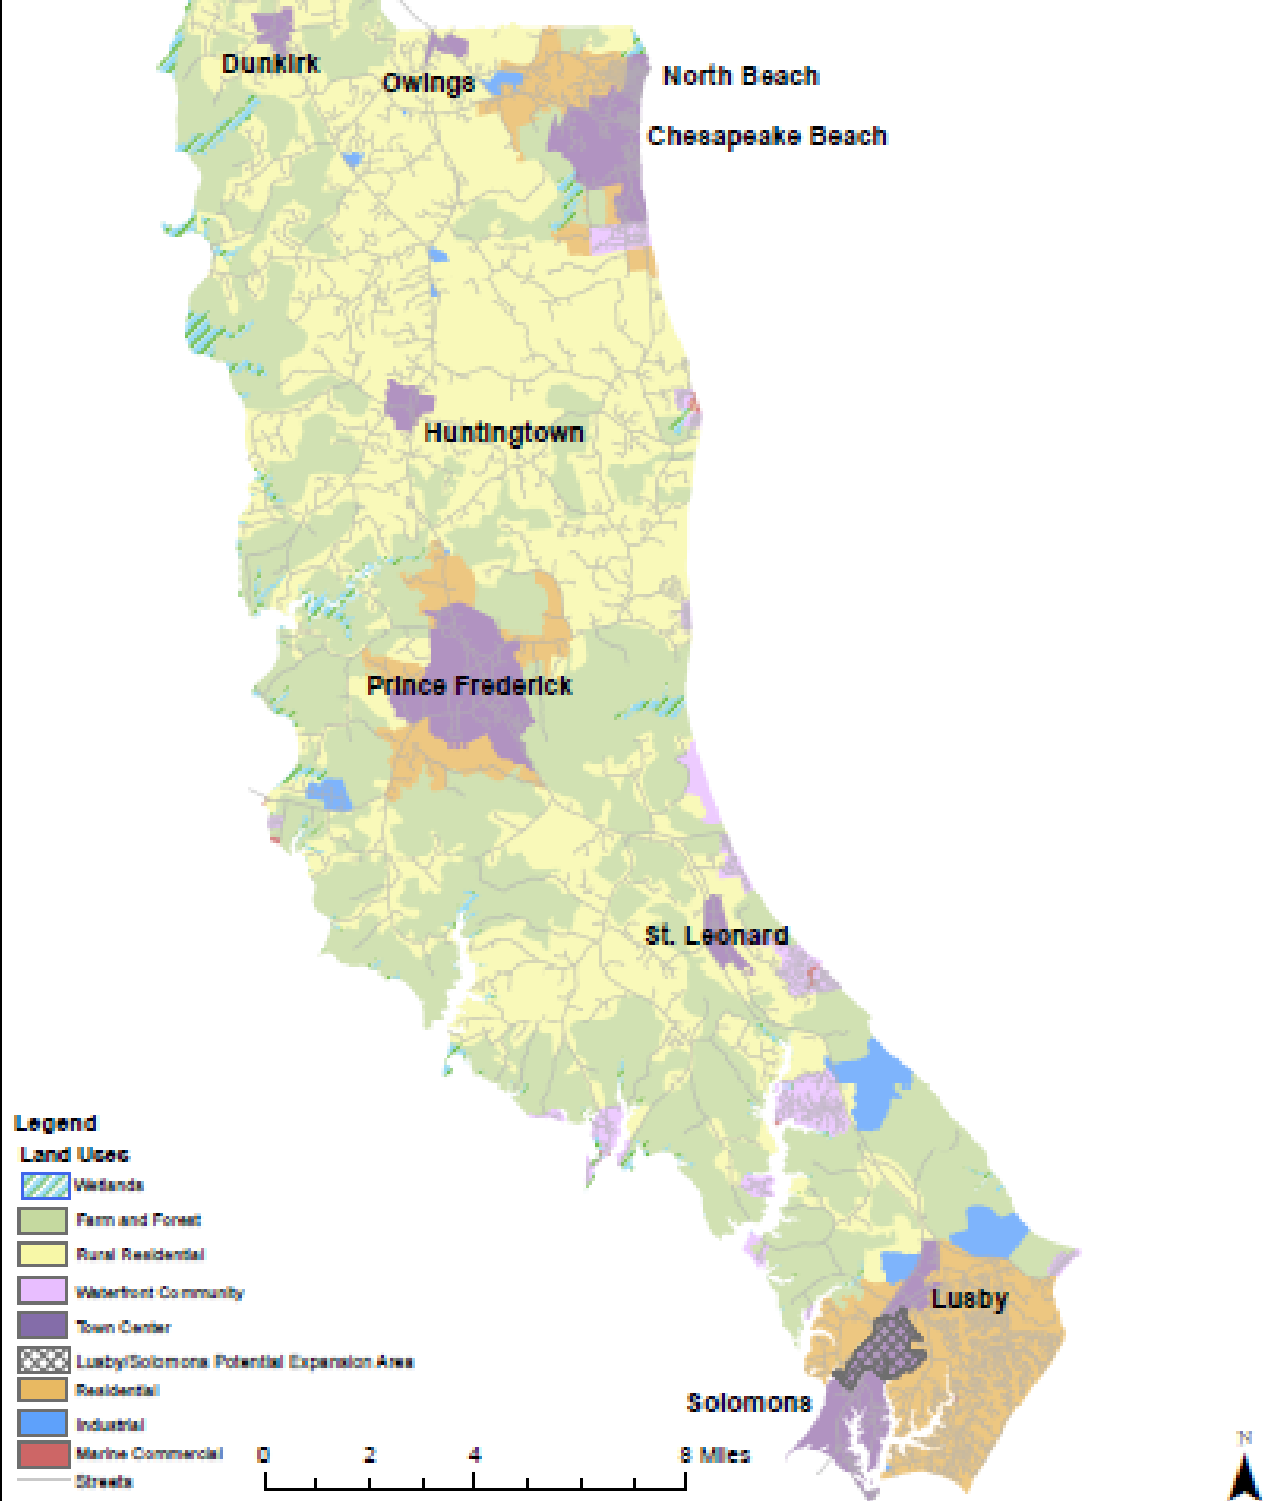 Dunkirk
Owings
North Beach
Chesapeake Beach
Huntingtown
Prince Frederick
St. Leonard
Lusby
Solomons
Legend
Land Uses
Wetlands
Farm and Forest
Rural Residential
Waterfront Community
Town Center
Lusby/Solomons Potential Expansion Area
Residential
Industrial
Marine Commercial
Streets
0 2 4 8 Miles
N